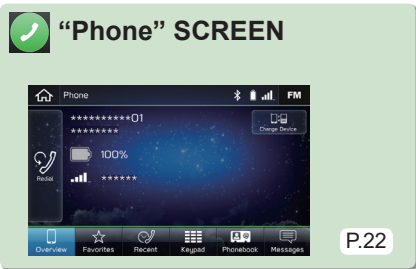 “Phone” SCREEN
Phone
FM
**********01
********
Change Device
100%
******
Redial
Overview Favorites Recent Keypad Phonebook Messages
P.22